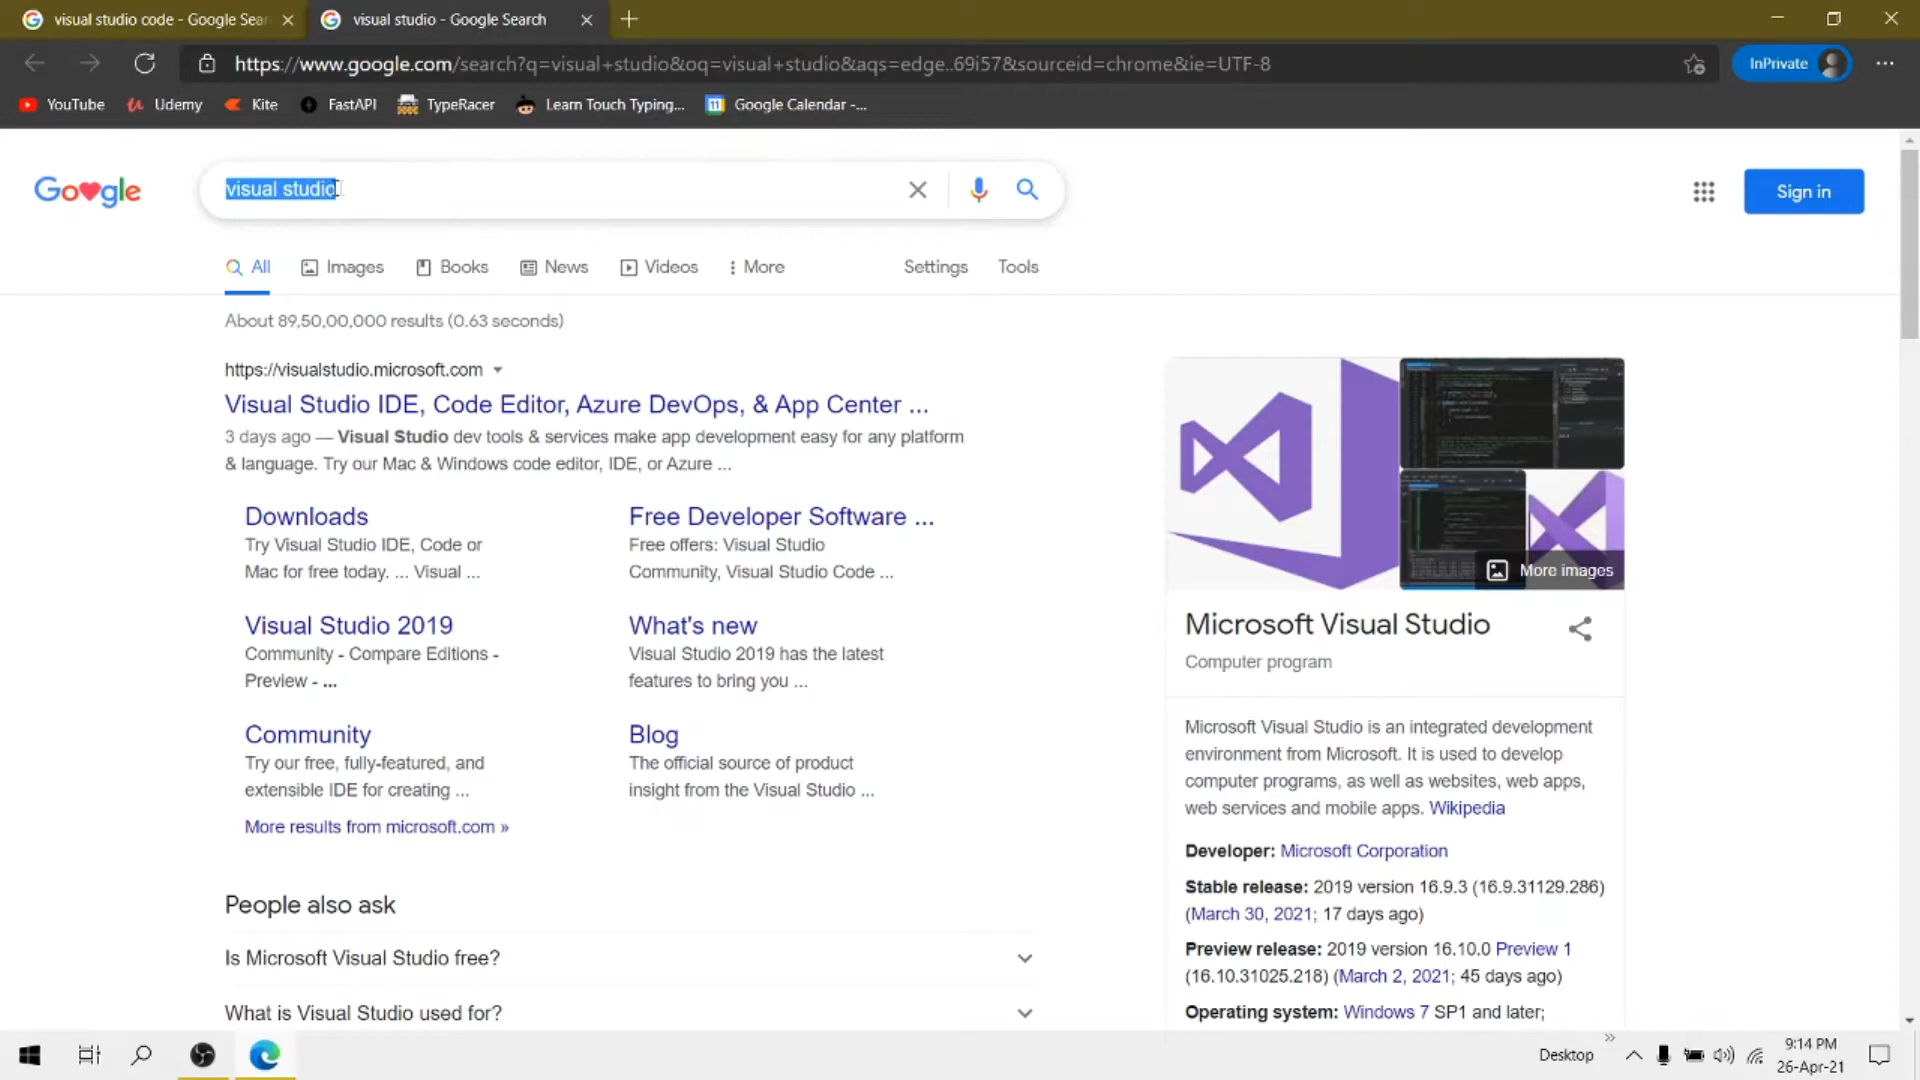 visual studio code - Google Sear
visual studio - Google Search
https://www.google.com/search?q=visual+studio&oq=visual+studio&aqs=edge..69i57&sourceid=chrome&ie=UTF-8
InPrivate
YouTube
Udemy
Kite
FastAPI
TypeRacer
Learn Touch Typing...
Google Calendar -...
Google
visual studio
Sign in
All
Images
Books
News
Videos
More
Settings
Tools
About 89,50,00,000 results (0.63 seconds)
https://visualstudio.microsoft.com
Visual Studio IDE, Code Editor, Azure DevOps, & App Center ...
3 days ago — Visual Studio dev tools & services make app development easy for any platform
& language. Try our Mac & Windows code editor, IDE, or Azure ...
Downloads
Try Visual Studio IDE, Code or
Mac for free today. ... Visual ...
Free Developer Software ...
Free offers: Visual Studio
Community, Visual Studio Code ...
Visual Studio 2019
Community - Compare Editions -
Preview - ...
What's new
Visual Studio 2019 has the latest
features to bring you ...
Community
Try our free, fully-featured, and
extensible IDE for creating ...
Blog
The official source of product
insight from the Visual Studio ...
More results from microsoft.com »
People also ask
Is Microsoft Visual Studio free?
What is Visual Studio used for?
More images
Microsoft Visual Studio
Computer program
Microsoft Visual Studio is an integrated development
environment from Microsoft. It is used to develop
computer programs, as well as websites, web apps,
web services and mobile apps. Wikipedia
Developer: Microsoft Corporation
Stable release: 2019 version 16.9.3 (16.9.31129.286)
(March 30, 2021; 17 days ago)
Preview release: 2019 version 16.10.0 Preview 1
(16.10.31025.218) (March 2, 2021; 45 days ago)
Operating system: Windows 7 SP1 and later;
Desktop
9:14 PM
26-Apr-21